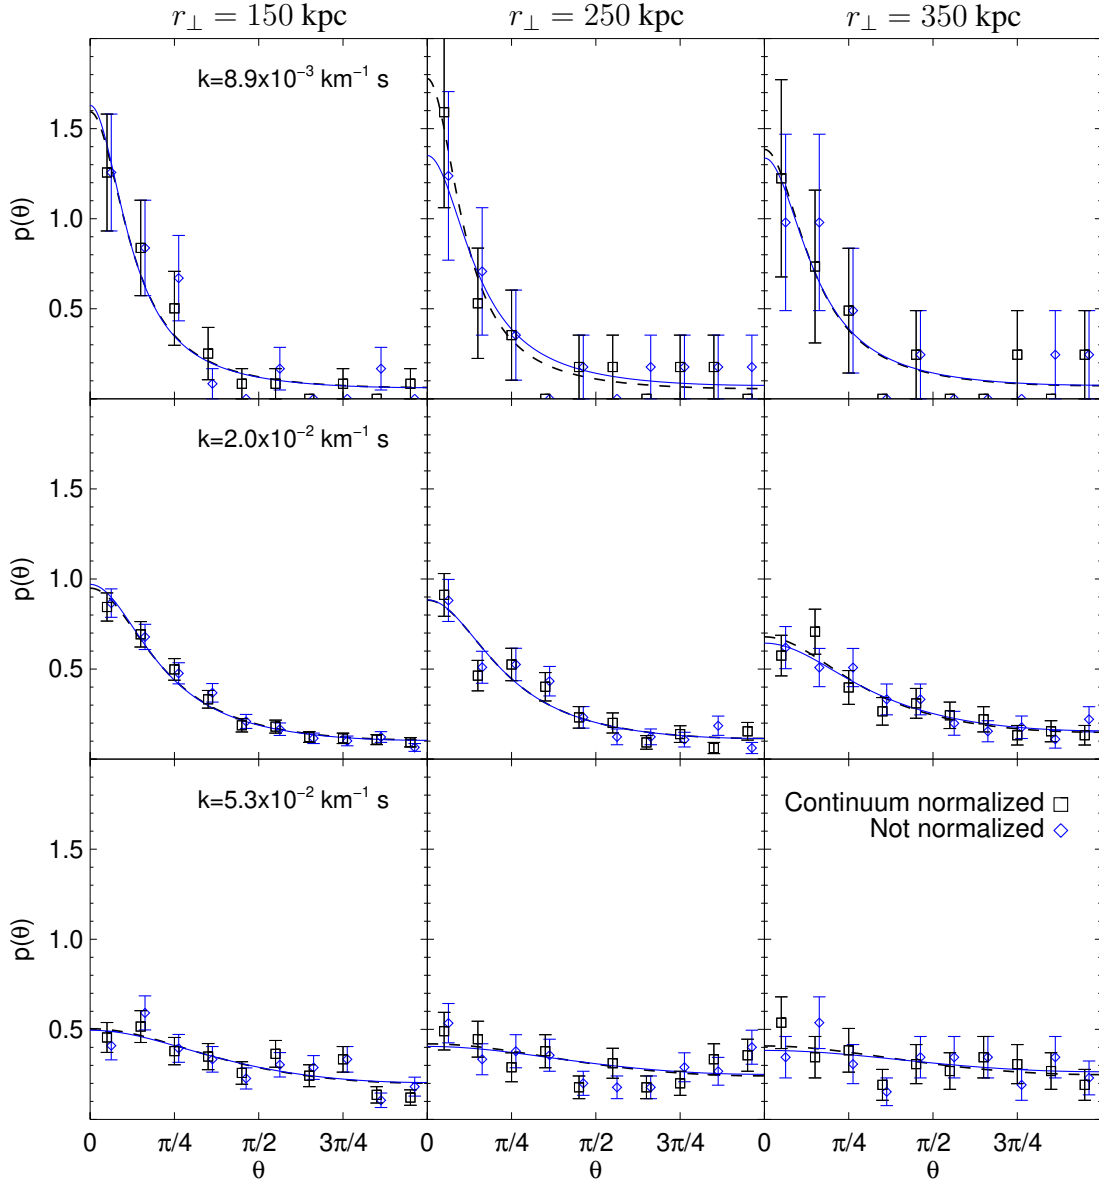 r⊥ = 150 kpc r⊥ = 250 kpc r⊥ = 350 kpc
k=8.9x10⁻³ km⁻¹ s
1.5
1.0
0.5
p(θ)
k=2.0x10⁻² km⁻¹ s
1.5
1.0
0.5
p(θ)
k=5.3x10⁻² km⁻¹ s
Continuum normalized
Not normalized
1.5
1.0
0.5
p(θ)
0 π/4 π/2 3π/4 0 π/4 π/2 3π/4 0 π/4 π/2 3π/4
θ θ θ